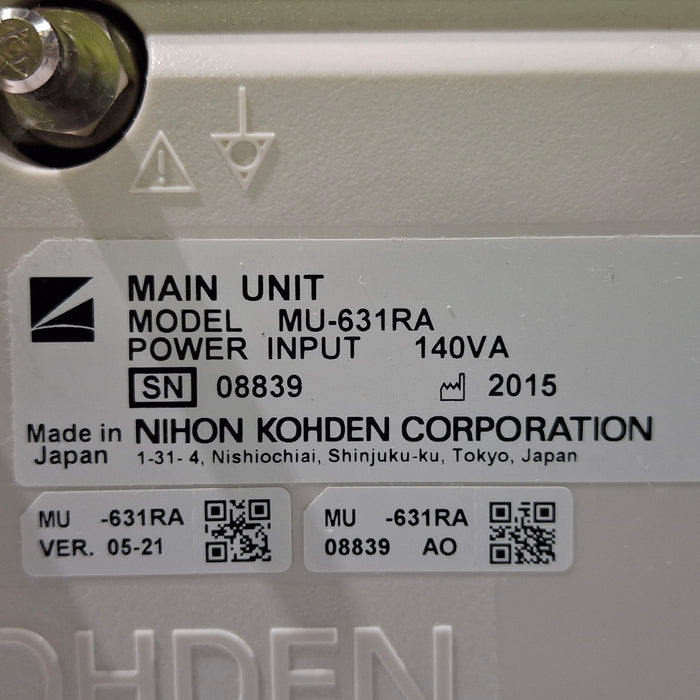 MAIN UNIT
MODEL MU-631RA
POWER INPUT 140VA
SN 08839 2015
Made in Japan NIHON KOHDEN CORPORATION
1-31- 4, Nishiochiai, Shinjuku-ku, Tokyo, Japan
MU -631RA
VER. 05-21
MU -631RA
08839 AO
OHDEN